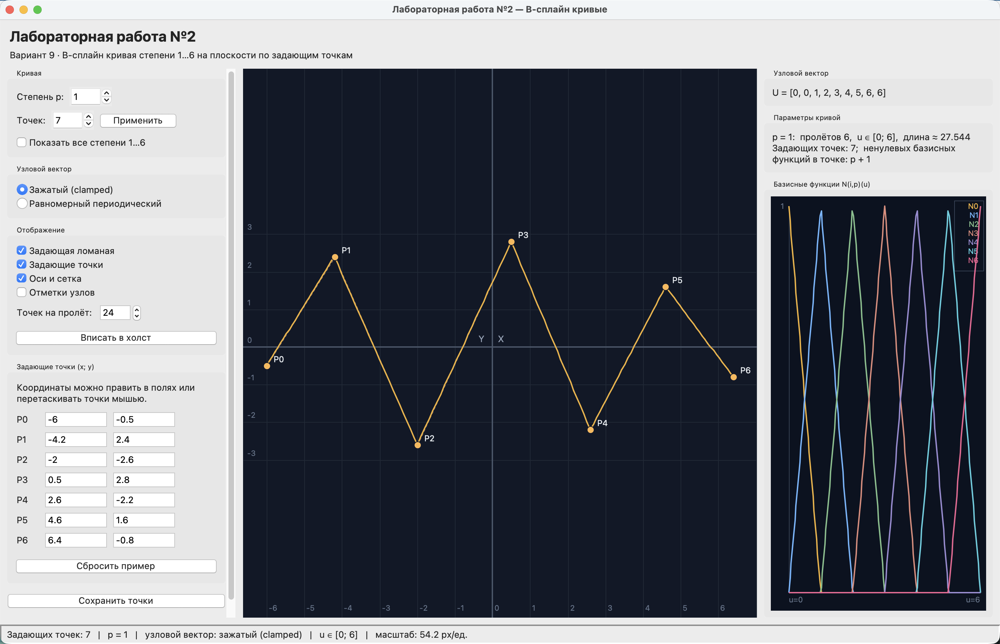 Лабораторная работа №2 — B-сплайн кривые
Лабораторная работа №2
Вариант 9 · B-сплайн кривая степени 1…6 на плоскости по задающим точкам
Кривая
Степень p: 1
Точек: 7 Применить
Показать все степени 1…6
Узловой вектор
Зажатый (clamped)
Равномерный периодический
Отображение
Задающая ломаная
Задающие точки
Оси и сетка
Отметки узлов
Точек на пролёт: 24
Вписать в холст
Задающие точки (x; y)
Координаты можно править в полях или
перетаскивать точки мышью.
P0 -6 -0.5
P1 -4.2 2.4
P2 -2 -2.6
P3 0.5 2.8
P4 2.6 -2.2
P5 4.6 1.6
P6 6.4 -0.8
Сбросить пример
Сохранить точки
3
2
1
0
-1
-2
-3
P0
P1
P2
P3
P4
P5
P6
Y X
-6 -5 -4 -3 -2 -1 0 1 2 3 4 5 6
Узловой вектор
U = [0, 0, 1, 2, 3, 4, 5, 6, 6]
Параметры кривой
p = 1: пролётов 6, u ∈ [0; 6], длина ≈ 27.544
Задающих точек: 7; ненулевых базисных
функций в точке: p + 1
Базисные функции N(i,p)(u)
1
N0
N1
N2
N3
N4
N5
N6
u=0 u=6
Задающих точек: 7 | p = 1 | узловой вектор: зажатый (clamped) | u ∈ [0; 6] | масштаб: 54.2 px/ед.